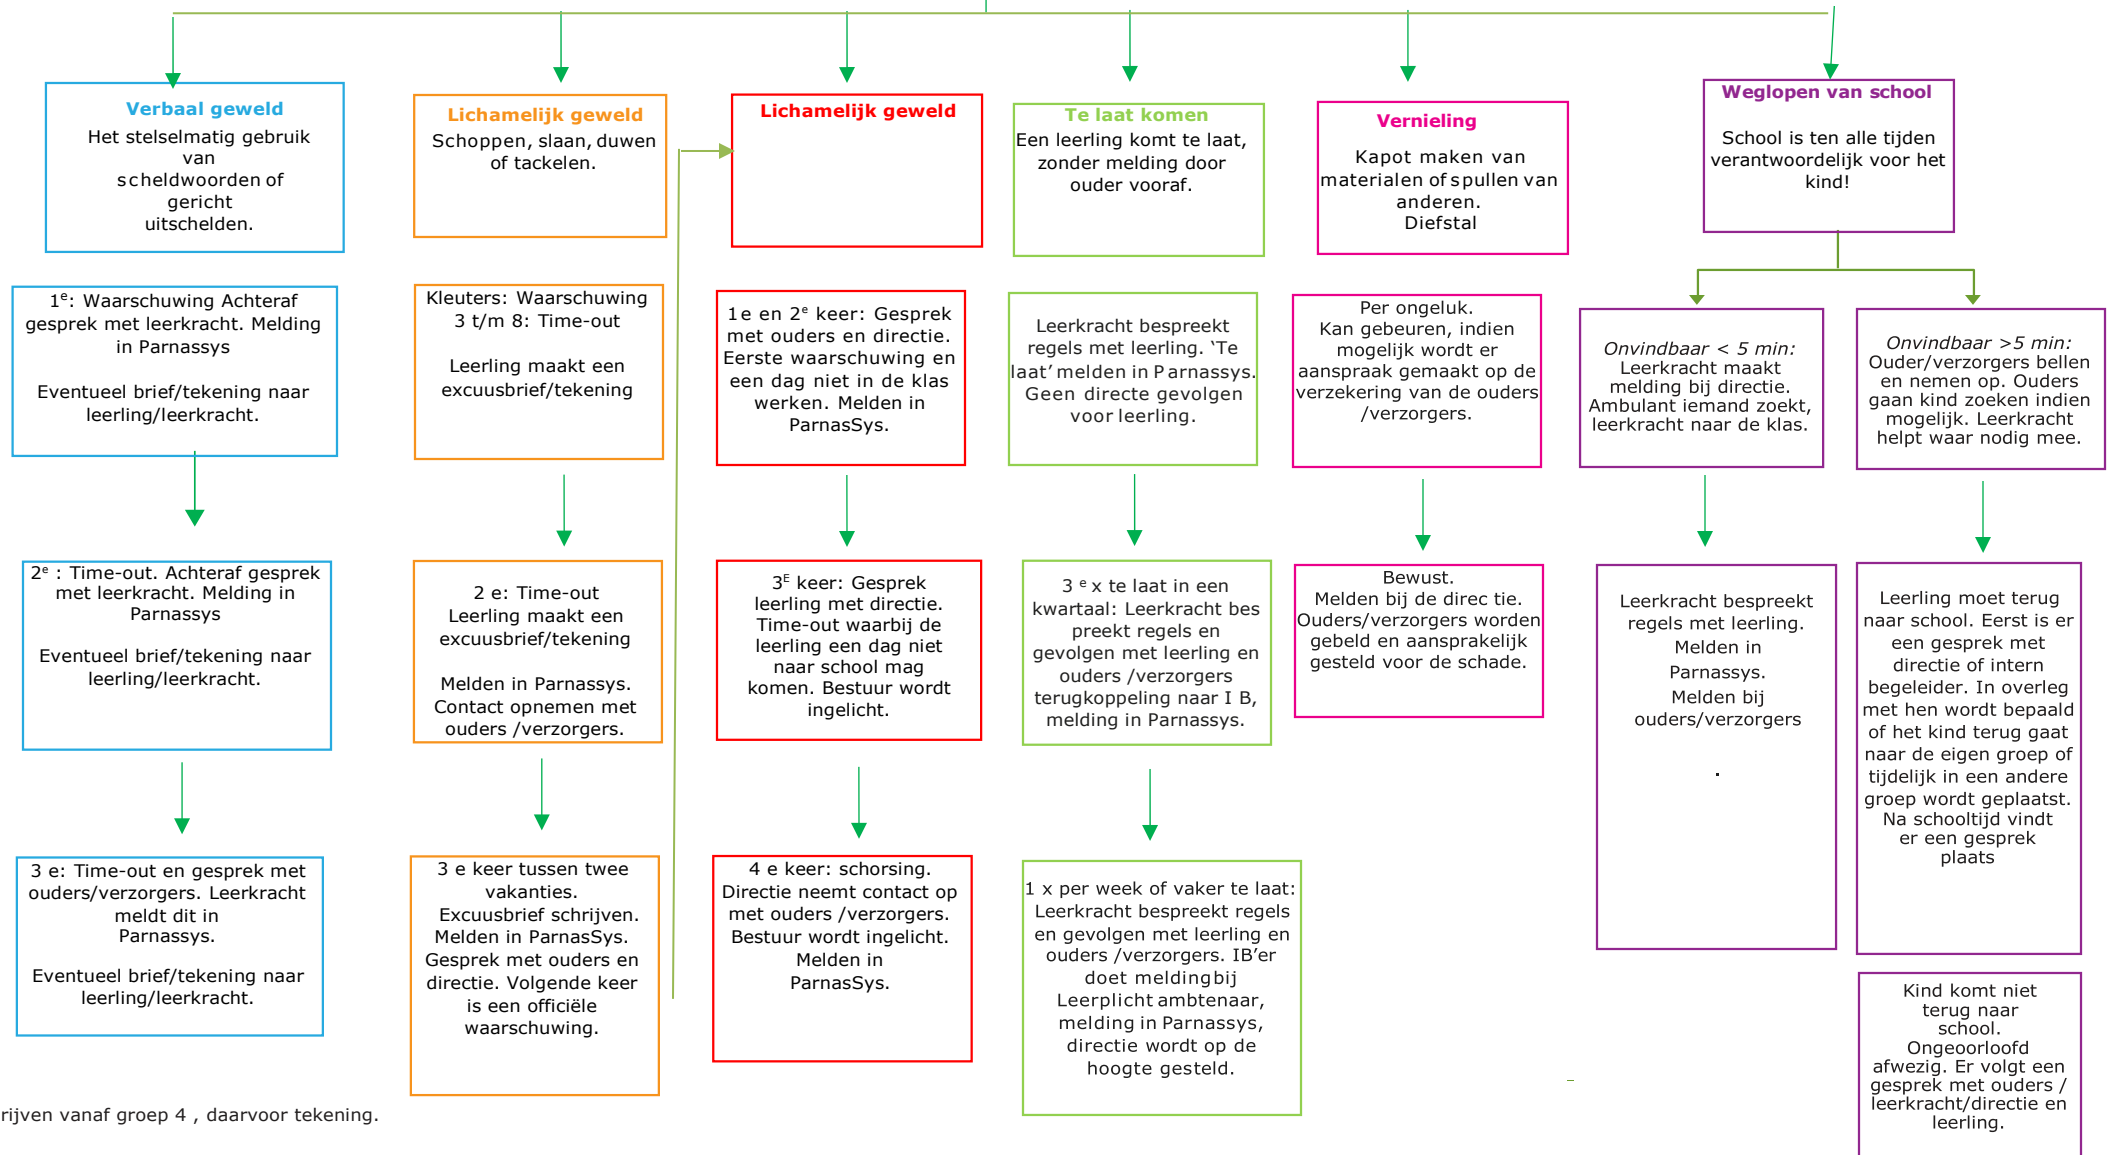 Verbaal geweld
Het stelselmatig gebruik
van
scheldwoorden of
gericht
uitschelden.
1e: Waarschuwing Achteraf
gesprek met leerkracht. Melding
in Parnassys
Eventueel brief/tekening naar
leerling/leerkracht.
2e : Time-out. Achteraf gesprek
met leerkracht. Melding in
Parnassys
Eventueel brief/tekening naar
leerling/leerkracht.
3 e: Time-out en gesprek met
ouders/verzorgers. Leerkracht
meldt dit in
Parnassys.
Eventueel brief/tekening naar
leerling/leerkracht.
Lichamelijk geweld
Schoppen, slaan, duwen
of tackelen.
Kleuters: Waarschuwing
3 t/m 8: Time-out
Leerling maakt een
excuusbrief/tekening
2 e: Time-out
Leerling maakt een
excuusbrief/tekening
Melden in Parnassys.
Contact opnemen met
ouders /verzorgers.
3 e keer tussen twee
vakanties.
Excuusbrief schrijven.
Melden in ParnasSys.
Gesprek met ouders en
directie. Volgende keer
is een officiële
waarschuwing.
Lichamelijk geweld
1e en 2e keer: Gesprek
met ouders en directie.
Eerste waarschuwing en
een dag niet in de klas
werken. Melden in
ParnasSys.
3E keer: Gesprek
leerling met directie.
Time-out waarbij de
leerling een dag niet
naar school mag
komen. Bestuur wordt
ingelicht.
4 e keer: schorsing.
Directie neemt contact op
met ouders /verzorgers.
Bestuur wordt ingelicht.
Melden in
ParnasSys.
Te laat komen
Een leerling komt te laat,
zonder melding door
ouder vooraf.
Leerkracht bespreekt
regels met leerling. 'Te
laat' melden in Parnassys.
Geen directe gevolgen
voor leerling.
3 e x te laat in een
kwartaal: Leerkracht bes
preekt regels en
gevolgen met leerling en
ouders /verzorgers
terugkoppeling naar I B,
melding in Parnassys.
1 x per week of vaker te laat:
Leerkracht bespreekt regels
en gevolgen met leerling en
ouders /verzorgers. IB'er
doet melding bij
Leerplicht ambtenaar,
melding in Parnassys,
directie wordt op de
hoogte gesteld.
Vernieling
Kapot maken van
materialen of spullen van
anderen.
Diefstal
Per ongeluk.
Kan gebeuren, indien
mogelijk wordt er
aanspraak gemaakt op de
verzekering van de ouders
/verzorgers.
Bewust.
Melden bij de direc tie.
Ouders/verzorgers worden
gebeld en aansprakelijk
gesteld voor de schade.
Weglopen van school
School is ten alle tijden
verantwoordelijk voor het
kind!
Onvindbaar < 5 min:
Leerkracht maakt
melding bij directie.
Ambulant iemand zoekt,
leerkracht naar de klas.
Leerkracht bespreekt
regels met leerling.
Melden in
Parnassys.
Melden bij
ouders/verzorgers
.
Onvindbaar >5 min:
Ouder/verzorgers bellen
en nemen op. Ouders
gaan kind zoeken indien
mogelijk. Leerkracht
helpt waar nodig mee.
Leerling moet terug
naar school. Eerst is er
een gesprek met
directie of intern
begeleider. In overleg
met hen wordt bepaald
of het kind terug gaat
naar de eigen groep of
tijdelijk in een andere
groep wordt geplaatst.
Na schooltijd vindt
er een gesprek
plaats
Kind komt niet
terug naar
school.
Ongeoorloofd
afwezig. Er volgt een
gesprek met ouders /
leerkracht/directie en
leerling.
rijven vanaf groep 4 , daarvoor tekening.